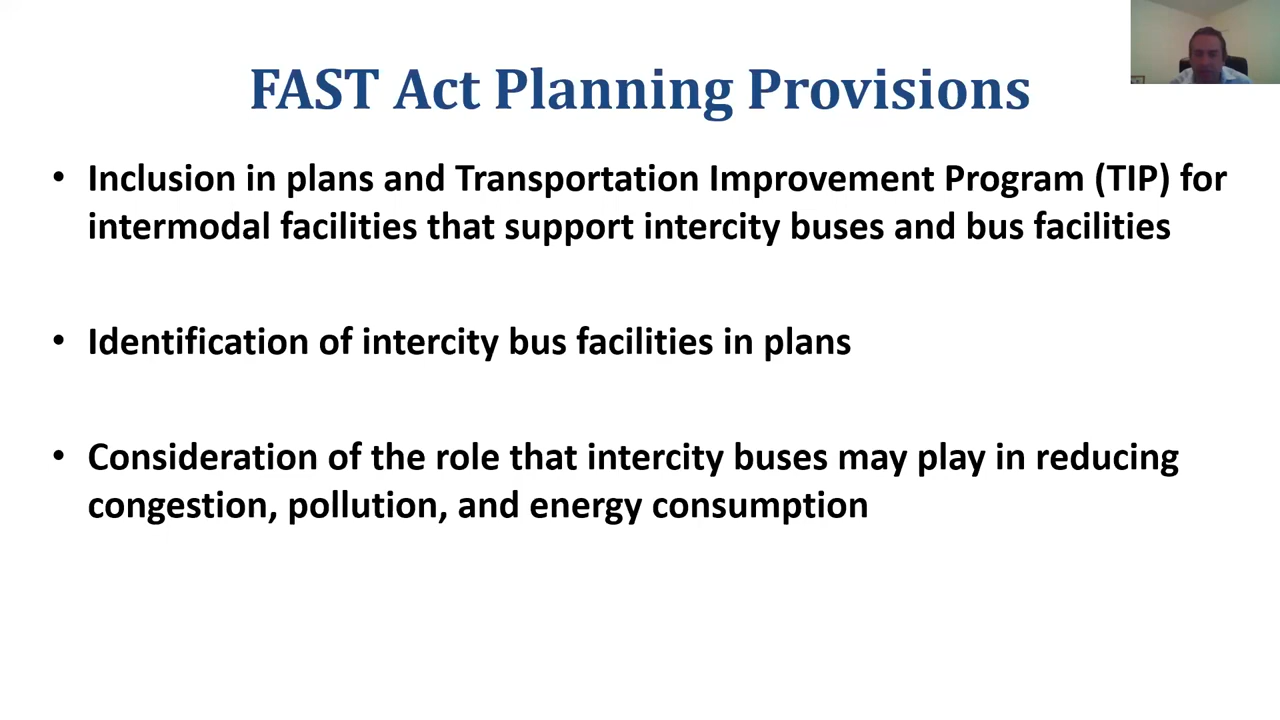 FAST Act Planning Provisions
• Inclusion in plans and Transportation Improvement Program (TIP) for
intermodal facilities that support intercity buses and bus facilities
• Identification of intercity bus facilities in plans
• Consideration of the role that intercity buses may play in reducing
congestion, pollution, and energy consumption